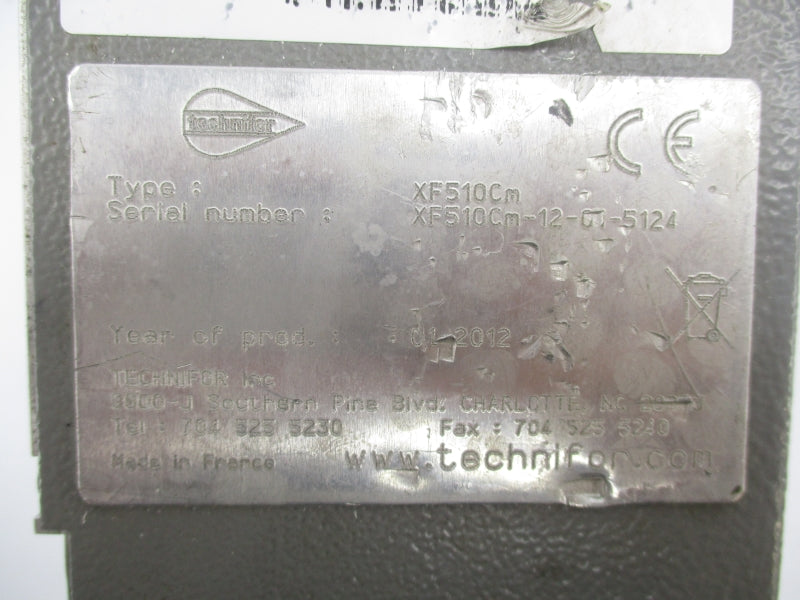 technifor
CE
Type : XF510Cm
Serial number : XF510Cm-12-01-5124
Year of prod. : 01 2012
TECHNIFOR Inc
Southern Pine Blvd. CHARLOTTE, NC
Tel : 704 525 5230 Fax : 704 525 5240
Made in France www.technifor.com